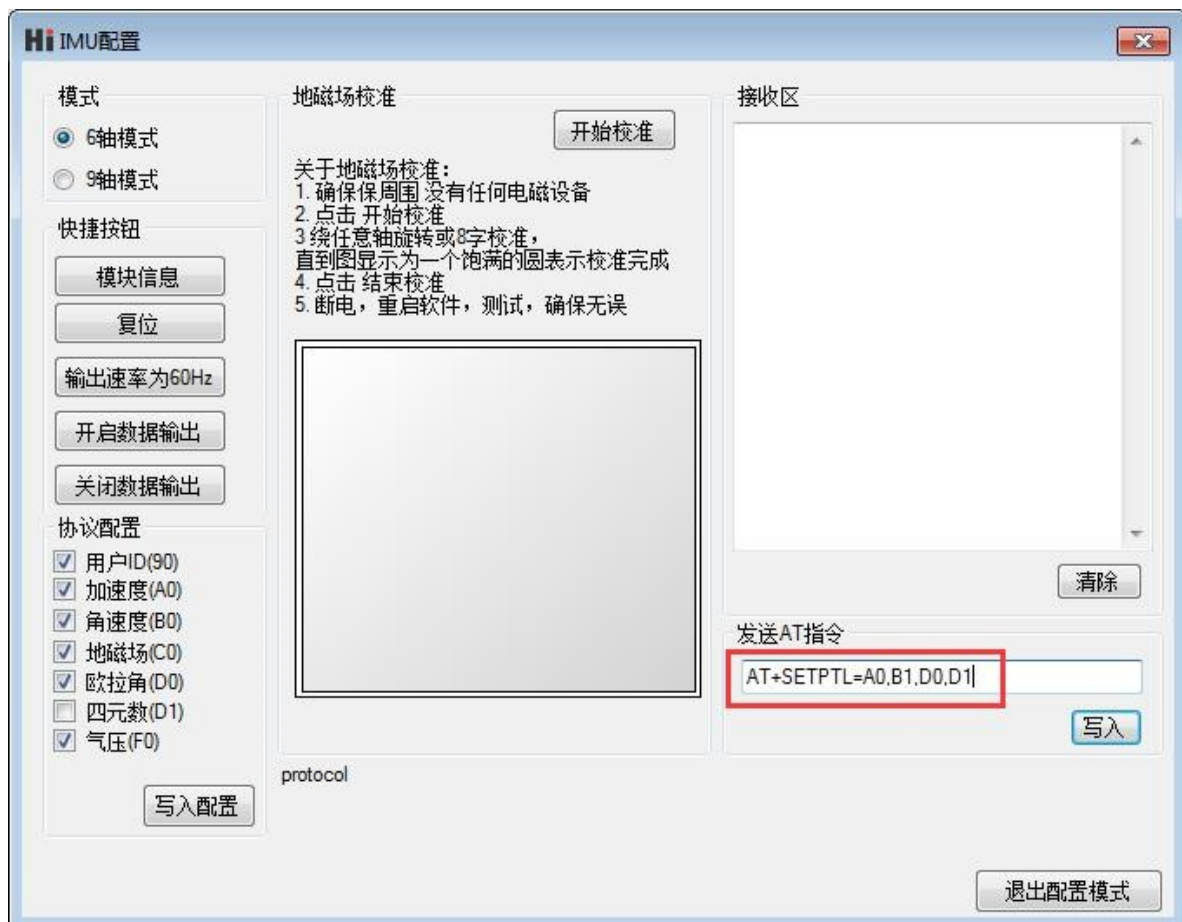 Hi IMU配置
模式
6轴模式
9轴模式
快捷按钮
模块信息
复位
输出速率为60Hz
开启数据输出
关闭数据输出
协议配置
用户ID(90)
加速度(A0)
角速度(B0)
地磁场(C0)
欧拉角(D0)
四元数(D1)
气压(F0)
写入配置
地磁场校准
开始校准
关于地磁场校准:
1. 确保保周围 没有任何电磁设备
2. 点击 开始校准
3 绕任意轴旋转或8字校准，
直到图显示为一个饱满的圆表示校准完成
4. 点击 结束校准
5. 断电，重启软件，测试，确保无误
protocol
接收区
清除
发送AT指令
AT+SETPTL=A0,B1,D0,D1
写入
退出配置模式